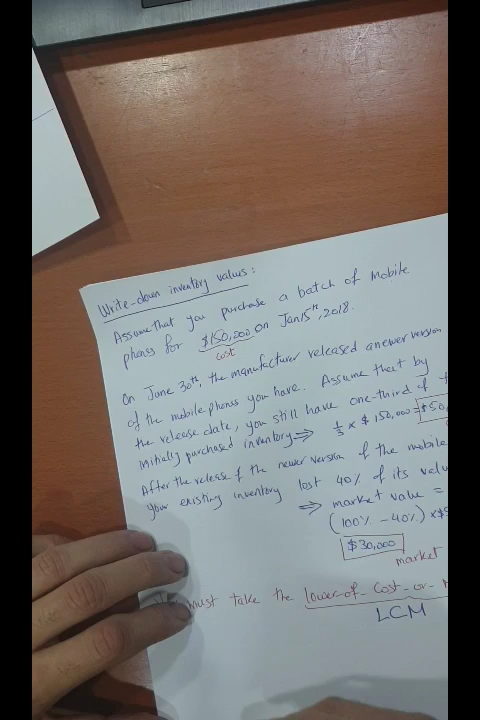 Write-down inventory values:
Assume that you purchase a batch of mobile
phones for $150,000 on Jan 15th, 2018.
cost
On June 30th, the manufacturer released a newer version
of the mobile phones you have. Assume that by
the release date, you still have one-third of
initially purchased inventory ⇒ 1/3 x $150,000 = $50,
After the release of the newer version of the mobile
your existing inventory lost 40% of its valu
⇒ market value =
(100% - 40%) x $5
$30,000
market
must take the lower-of-cost-or-
LCM